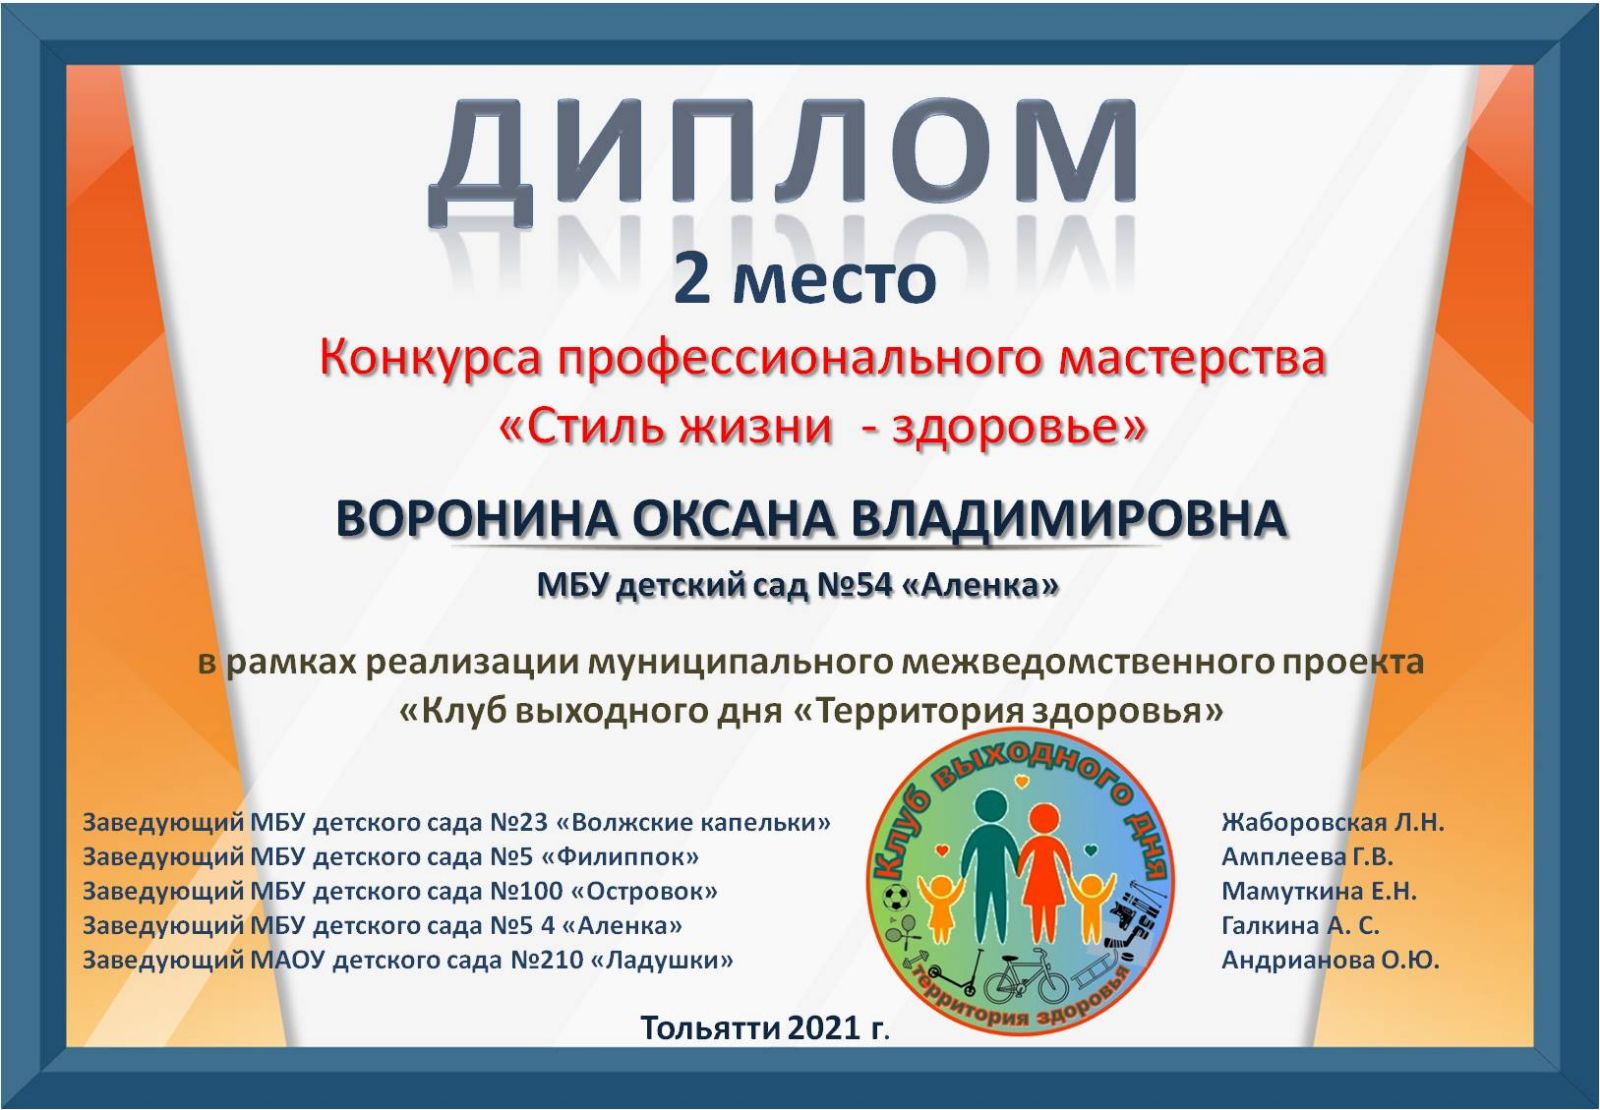 ДИПЛОМ
2 место
Конкурса профессионального мастерства
«Стиль жизни - здоровье»
ВОРОНИНА ОКСАНА ВЛАДИМИРОВНА
МБУ детский сад №54 «Аленка»
в рамках реализации муниципального межведомственного проекта
«Клуб выходного дня «Территория здоровья»
Клуб выходного дня
территория здоровья
Заведующий МБУ детского сада №23 «Волжские капельки» Жаборовская Л.Н.
Заведующий МБУ детского сада №5 «Филиппок» Амплеева Г.В.
Заведующий МБУ детского сада №100 «Островок» Мамуткина Е.Н.
Заведующий МБУ детского сада №5 4 «Аленка» Галкина А. С.
Заведующий МАОУ детского сада №210 «Ладушки» Андрианова О.Ю.
Тольятти 2021 г.